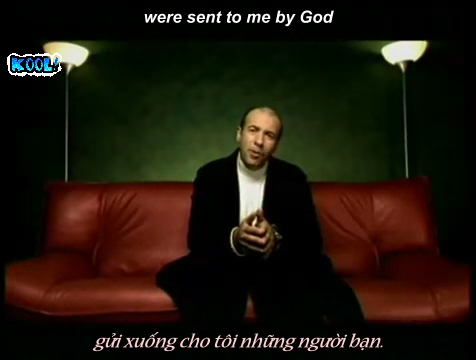 were sent to me by God
KOOL!
gửi xuống cho tôi những người bạn.